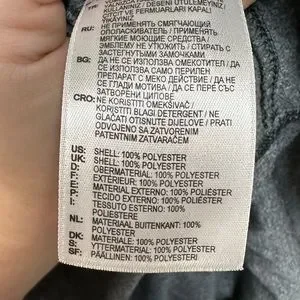 YIKAYINIZ / DESENİ ÜTÜLEMEYİNİZ /
FERMUARLARI KAPALI
YIKAYINIZ
RU: НЕ ПРИМЕНЯТЬ СМЯГЧАЮЩИЙ
ОПОЛАСКИВАТЕЛЬ / ПРИМЕНЯТЬ
МЯГКИЕ МОЮЩИЕ СРЕДСТВА /
ЭМБЛЕМУ НЕ УТЮЖИТЬ / СТИРАТЬ С
ЗАСТЕГНУТЫМИ ЗАМОЧКАМИ
BG: ДА НЕ СЕ ИЗПОЛЗВА ОМЕКОТИТЕЛ / ДА
СЕ ИЗПОЛЗВА САМО ПЕРИЛЕН
ПРЕПАРАТ С МЕКО ДЕЙСТВИЕ / ДА НЕ
СЕ ГЛАДИ МОТИВА / ДА СЕ ПЕРЕ СЪС
ЗАТВОРЕНИ ЦИПОВЕ
CRO: NE KORISTITI OMEKŠIVAČ /
KORISTITI BLAGI DETERGENT / NE
GLAČATI OTISNUTE DIJELOVE / PRATI
ODVOJENO SA ZATVORENIM
PATENTNIM ZATVARAČEM
US: SHELL: 100% POLYESTER
UK: SHELL: 100% POLYESTER
D: OBERMATERIAL: 100% POLYESTER
F: EXTERIEUR: 100% POLYESTER
E: MATERIAL EXTERNO: 100% POLIÉSTER
P: TECIDO EXTERNO: 100% POLIÉSTER
I: TESSUTO ESTERNO: 100%
POLIESTERE
NL: MATERIAAL BUITENKANT: 100%
POLYESTER
DK: MATERIALE: 100% POLYESTER
S: YTTERMATERIAL: 100% POLYESTER
SF: PÄÄLLINEN: 100% POLYESTERI